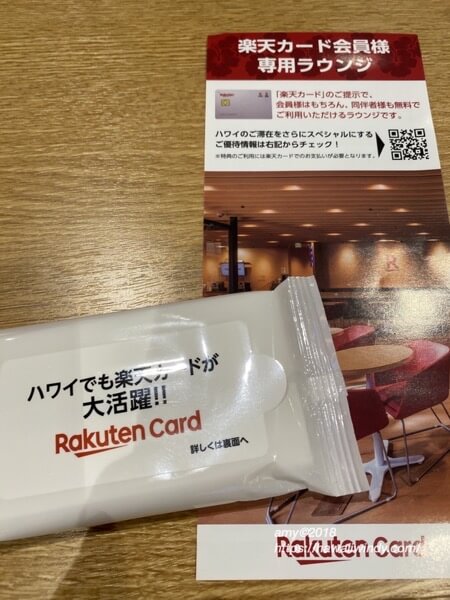 楽天カード会員様
専用ラウンジ
Rakuten
「楽天カード」のご提示で、
会員様はもちろん、同伴者様も無料で
ご利用いただけるラウンジです。
ハワイのご滞在をさらにスペシャルにする
ご優待情報は右記からチェック!
※特典のご利用には楽天カードでのお支払いが必要となります。
R
ハワイでも楽天カードが
大活躍!!
Rakuten Card
詳しくは裏面へ
amy©2018
https://hawaiiwindy.com/
Rakuten Card